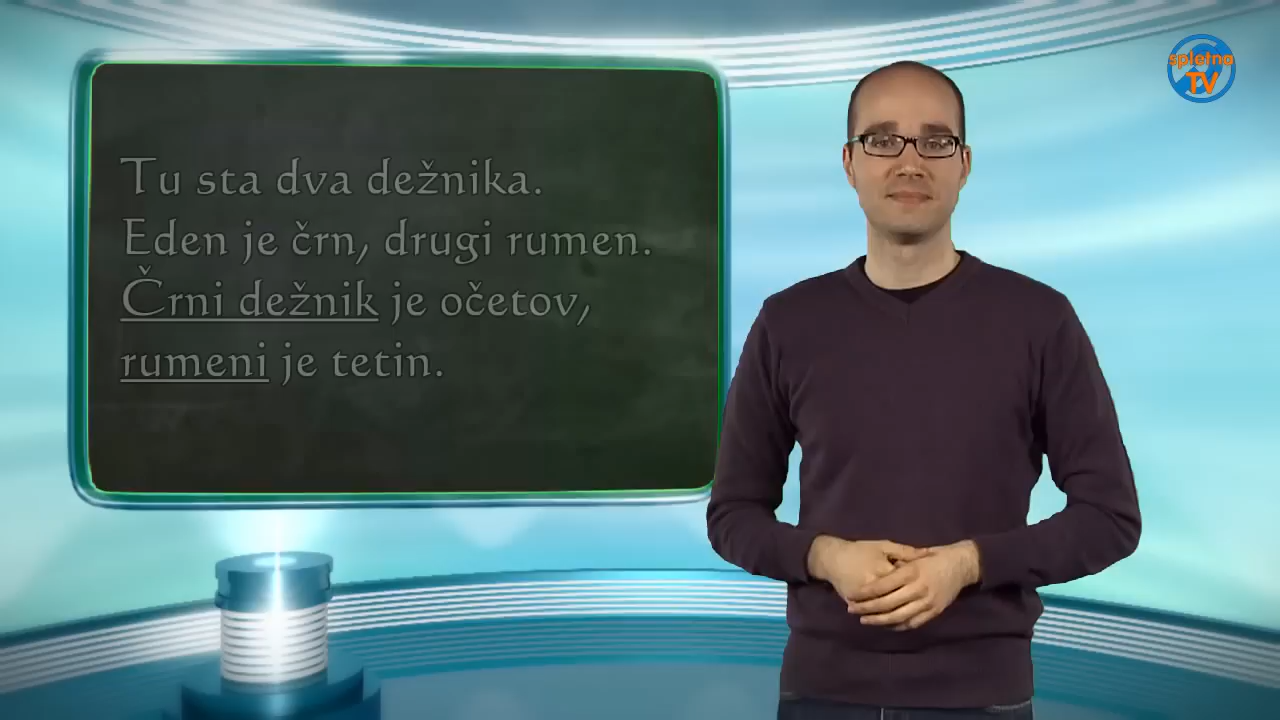 Tu sta dva dežnika.
Eden je črn, drugi rumen.
Črni dežnik je očetov,
rumeni je tetin.
spletna
TV